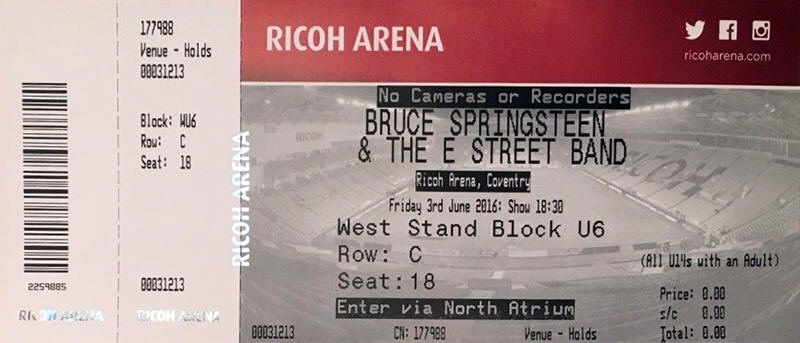 177988
Venue - Holds
00031213
Block: WU6
Row: C
Seat: 18
2259885
00031213
RICOH ARENA
RICOH ARENA
RICOH ARENA
RICOH ARENA
ricoharena.com
No Cameras or Recorders
BRUCE SPRINGSTEEN
& THE E STREET BAND
Ricoh Arena, Coventry
Friday 3rd June 2016: Show 18:30
West Stand Block U6
Row: C
(All U14s with an Adult)
Seat:18
Enter via North Atrium
Price: 0.00
s/c 0.00
Total: 0.00
00031213 CN: 177988 Venue - Holds
RICOH
RICOH